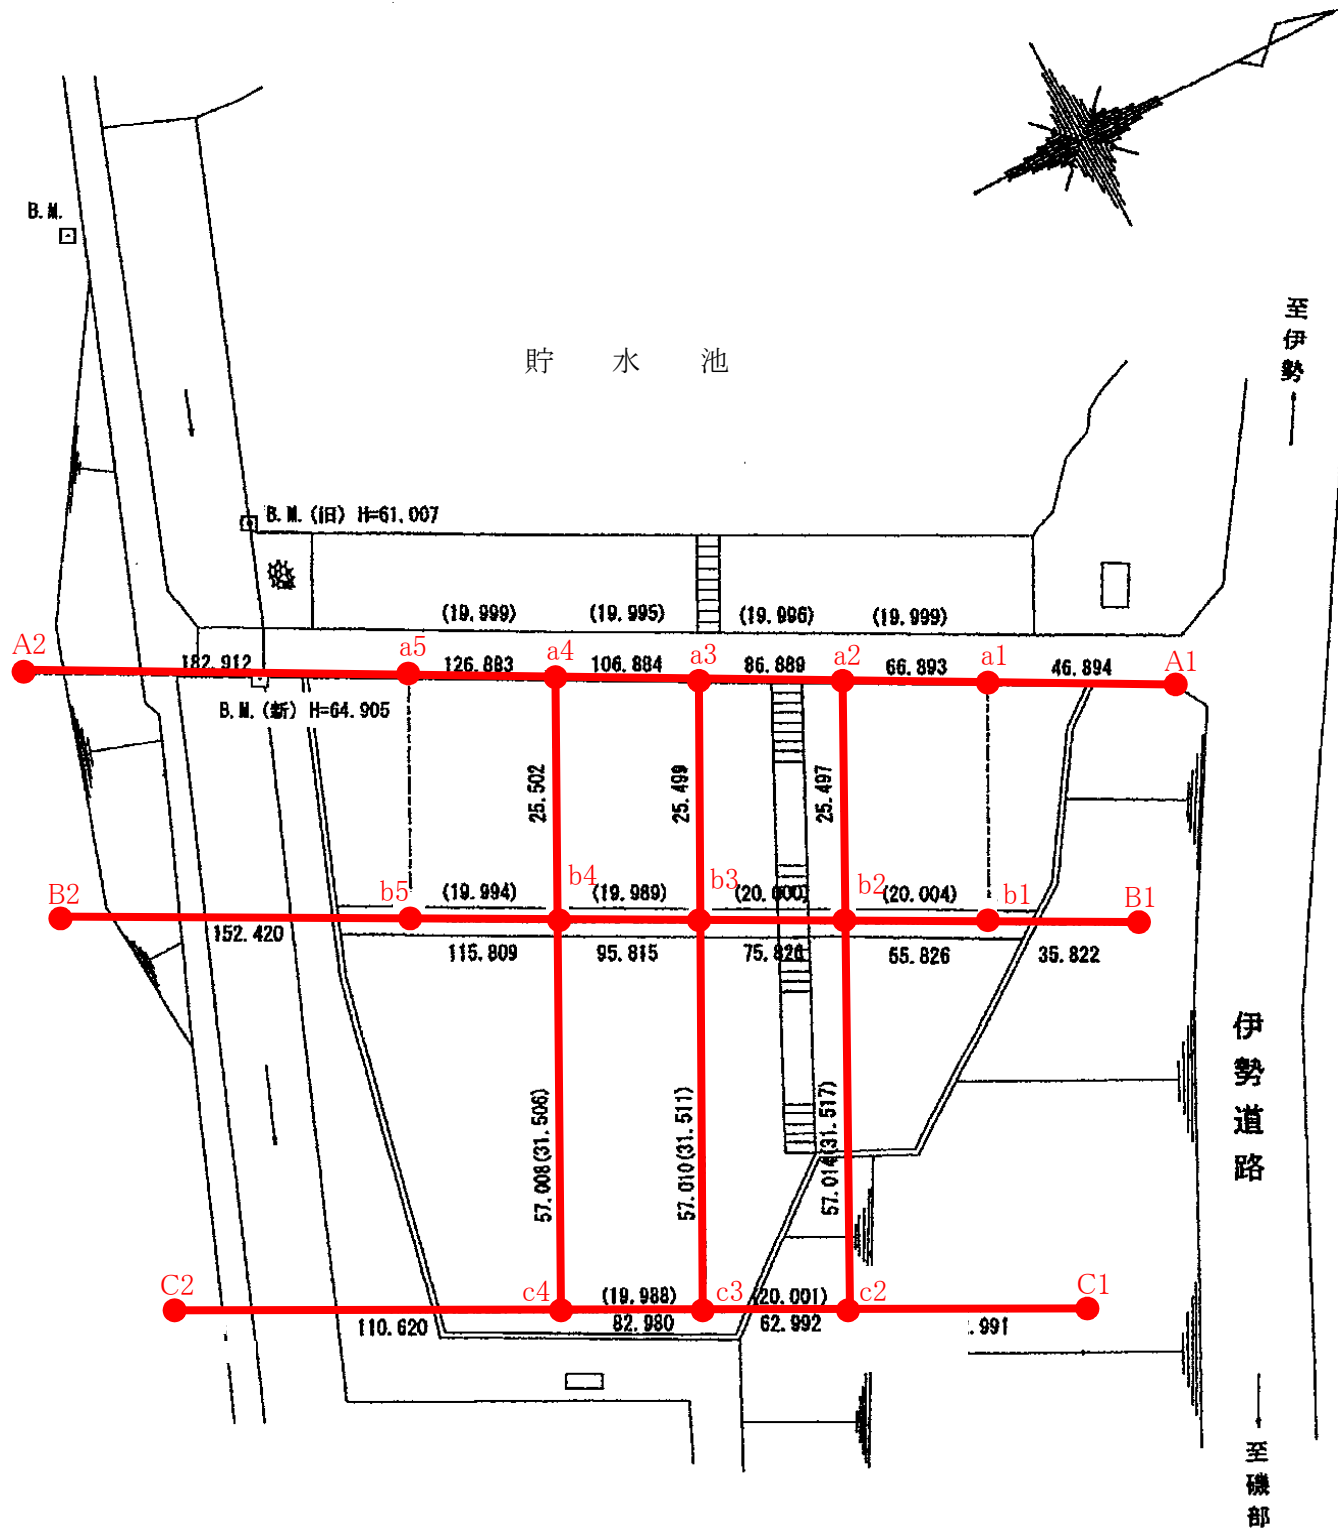 B.M.
至伊勢
貯 水 池
B.M.(旧) H=61.007
(19.999) (19.995) (19.996) (19.999)
A2 a5 a4 a3 a2 a1 A1
182.912 126.883 106.884 86.889 66.893 46.894
B.M.(新) H=64.905
25.502 25.499 25.497
B2 b5 (19.994) b4 (19.989) b3 (20.000) b2 (20.004) b1 B1
152.420 115.809 95.815 75.826 55.826 35.822
伊勢道路
57.008(31.506) 57.010(31.511) 57.014(31.517)
C2 c4 (19.988) c3 (20.001) c2 C1
110.620 82.980 62.992 .991
至磯部